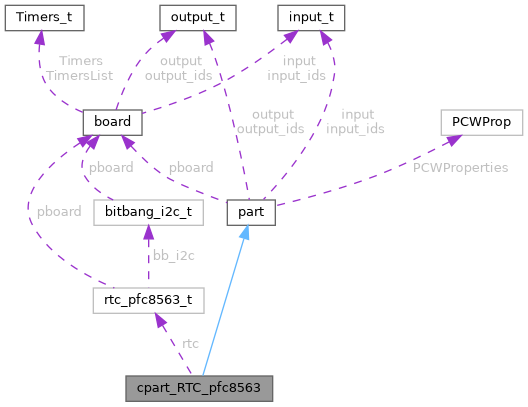 Timers_t
output_t
input_t
Timers
TimersList
output
output_ids
input
input_ids
board
output
output_ids
input
input_ids
PCWProp
pboard
pboard
PCWProperties
pboard
bitbang_i2c_t
part
bb_i2c
rtc_pfc8563_t
rtc
cpart_RTC_pfc8563